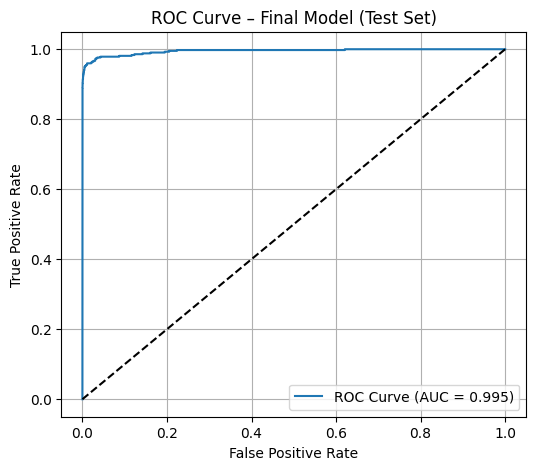 ROC Curve – Final Model (Test Set)
True Positive Rate
1.0
0.8
0.6
0.4
0.2
0.0
ROC Curve (AUC = 0.995)
0.0 0.2 0.4 0.6 0.8 1.0
False Positive Rate